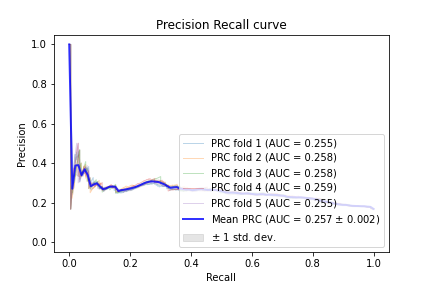 Precision Recall curve
1.0
0.8
0.6
0.4
0.2
0.0
Precision
PRC fold 1 (AUC = 0.255)
PRC fold 2 (AUC = 0.258)
PRC fold 3 (AUC = 0.258)
PRC fold 4 (AUC = 0.259)
PRC fold 5 (AUC = 0.255)
Mean PRC (AUC = 0.257 ± 0.002)
± 1 std. dev.
0.0 0.2 0.4 0.6 0.8 1.0
Recall